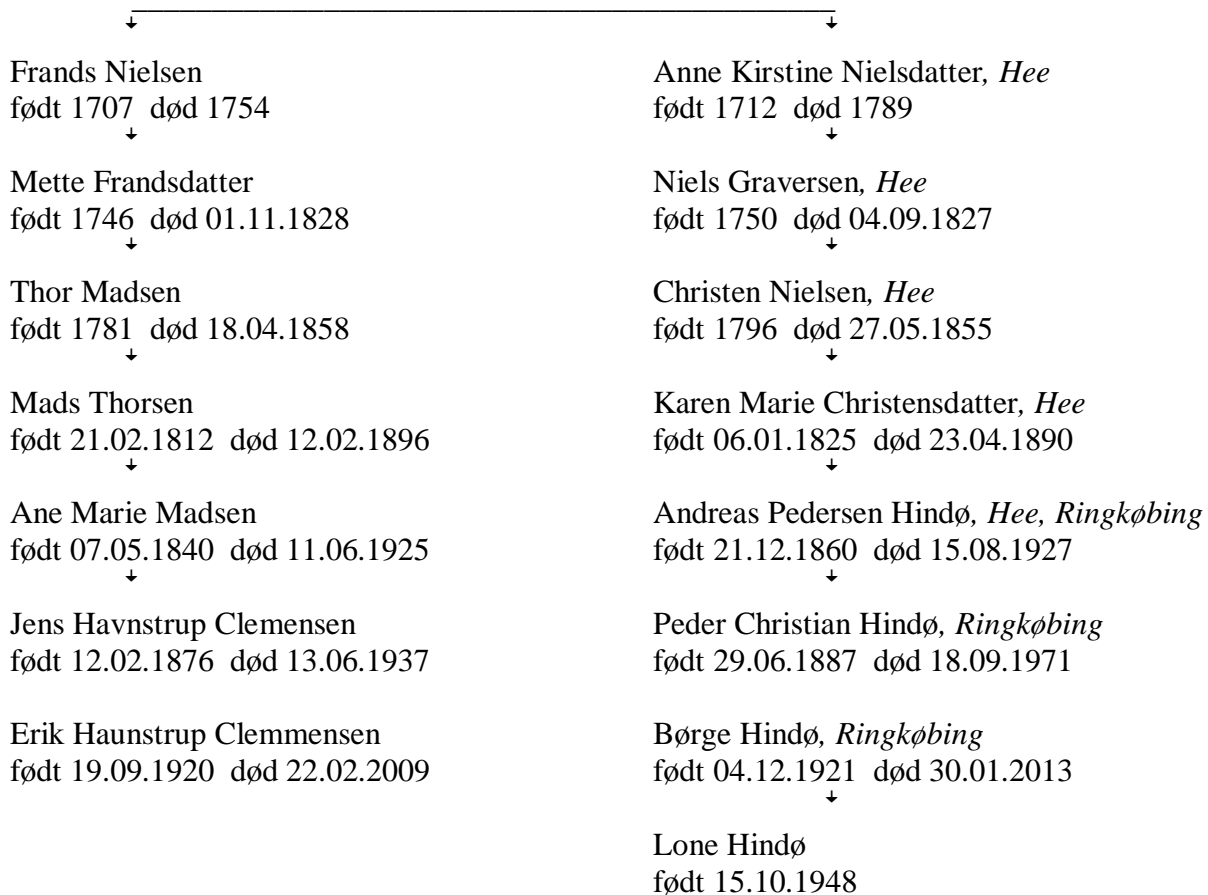 Frands Nielsen
født 1707 død 1754
Mette Frandsdatter
født 1746 død 01.11.1828
Thor Madsen
født 1781 død 18.04.1858
Mads Thorsen
født 21.02.1812 død 12.02.1896
Ane Marie Madsen
født 07.05.1840 død 11.06.1925
Jens Havnstrup Clemensen
født 12.02.1876 død 13.06.1937
Erik Haunstrup Clemmensen
født 19.09.1920 død 22.02.2009
Anne Kirstine Nielsdatter, Hee
født 1712 død 1789
Niels Graversen, Hee
født 1750 død 04.09.1827
Christen Nielsen, Hee
født 1796 død 27.05.1855
Karen Marie Christensdatter, Hee
født 06.01.1825 død 23.04.1890
Andreas Pedersen Hindø, Hee, Ringkøbing
født 21.12.1860 død 15.08.1927
Peder Christian Hindø, Ringkøbing
født 29.06.1887 død 18.09.1971
Børge Hindø, Ringkøbing
født 04.12.1921 død 30.01.2013
Lone Hindø
født 15.10.1948